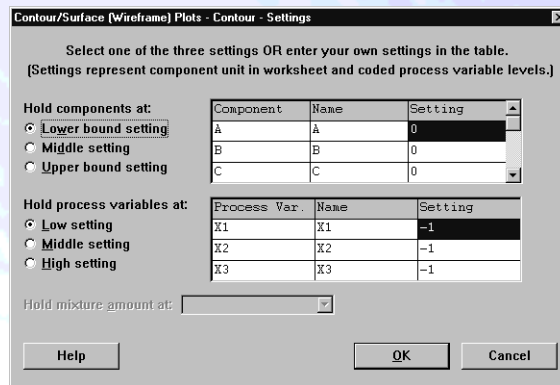 Contour/Surface (Wireframe) Plots - Contour - Settings
Select one of the three settings OR enter your own settings in the table.
(Settings represent component unit in worksheet and coded process variable levels.)
Hold components at:
Lower bound setting
Middle setting
Upper bound setting
Component Name Setting
A A 0
B B 0
C C 0
Hold process variables at:
Low setting
Middle setting
High setting
Process Var. Name Setting
X1 X1 -1
X2 X2 -1
X3 X3 -1
Hold mixture amount at:
Help OK Cancel